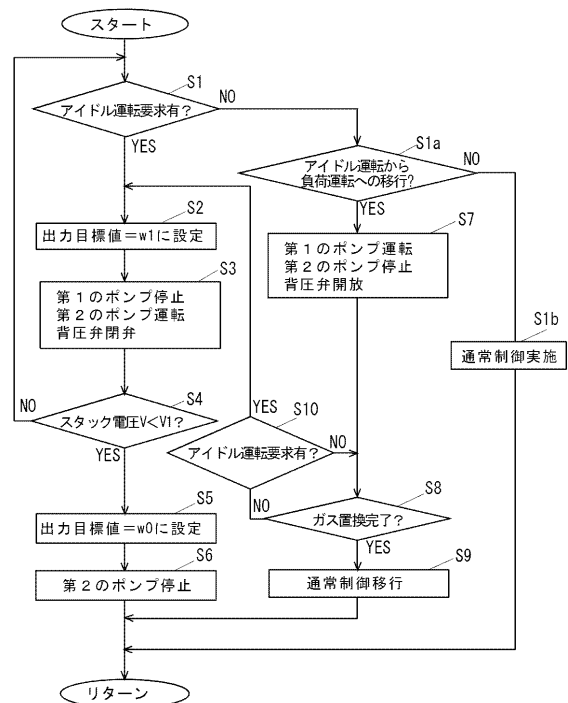 スタート
S1
アイドル運転要求有?
NO
YES
S1a
アイドル運転から
負荷運転への移行?
NO
YES
S2
出力目標値=w1に設定
S7
第1のポンプ運転
第2のポンプ停止
背圧弁開放
S3
第1のポンプ停止
第2のポンプ運転
背圧弁閉弁
S1b
通常制御実施
S4
スタック電圧V<V1?
NO
YES
S10
アイドル運転要求有?
YES
NO
NO
S8
ガス置換完了?
YES
S5
出力目標値=w0に設定
S6
第2のポンプ停止
S9
通常制御移行
リターン